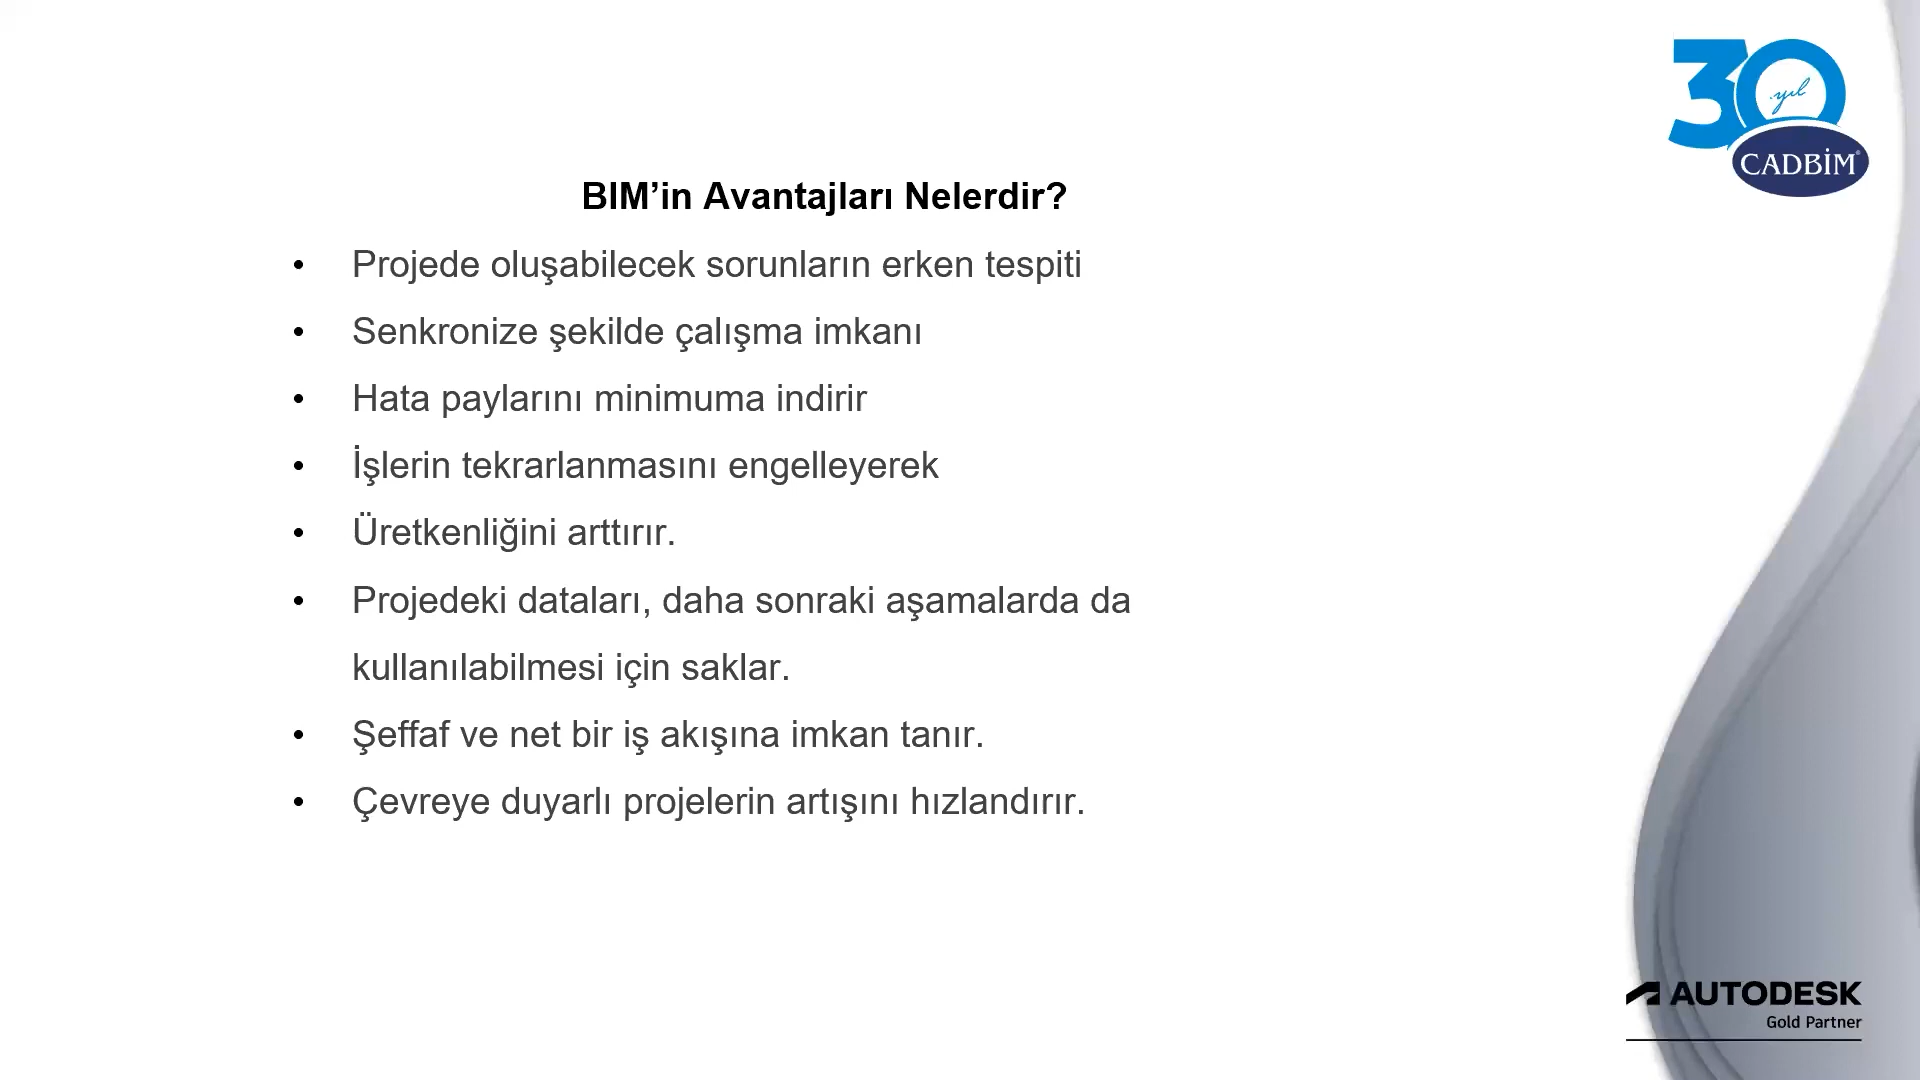 30
yıl
CADBİM®
BIM’in Avantajları Nelerdir?
• Projede oluşabilecek sorunların erken tespiti
• Senkronize şekilde çalışma imkanı
• Hata paylarını minimuma indirir
• İşlerin tekrarlanmasını engelleyerek
• Üretkenliğini arttırır.
• Projedeki dataları, daha sonraki aşamalarda da
kullanılabilmesi için saklar.
• Şeffaf ve net bir iş akışına imkan tanır.
• Çevreye duyarlı projelerin artışını hızlandırır.
AUTODESK
Gold Partner